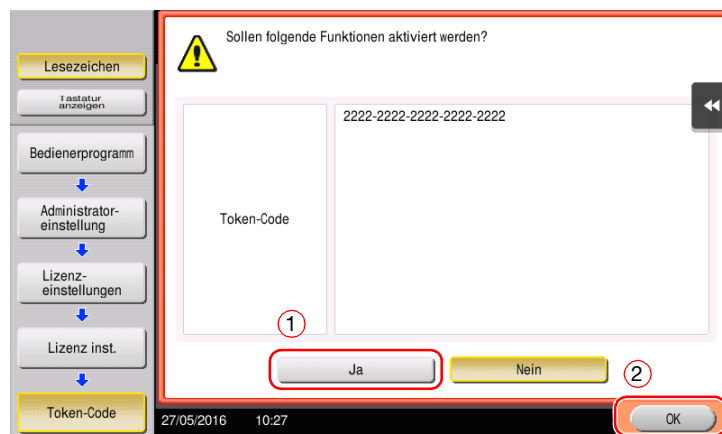 Sollen folgende Funktionen aktiviert werden?
Lesezeichen
Tastatur
anzeigen
Bedienerprogramm
Administrator-
einstellung
Lizenz-
einstellungen
Lizenz inst.
Token-Code
Token-Code
2222-2222-2222-2222-2222
1
Ja
Nein
2
27/05/2016 10:27
OK